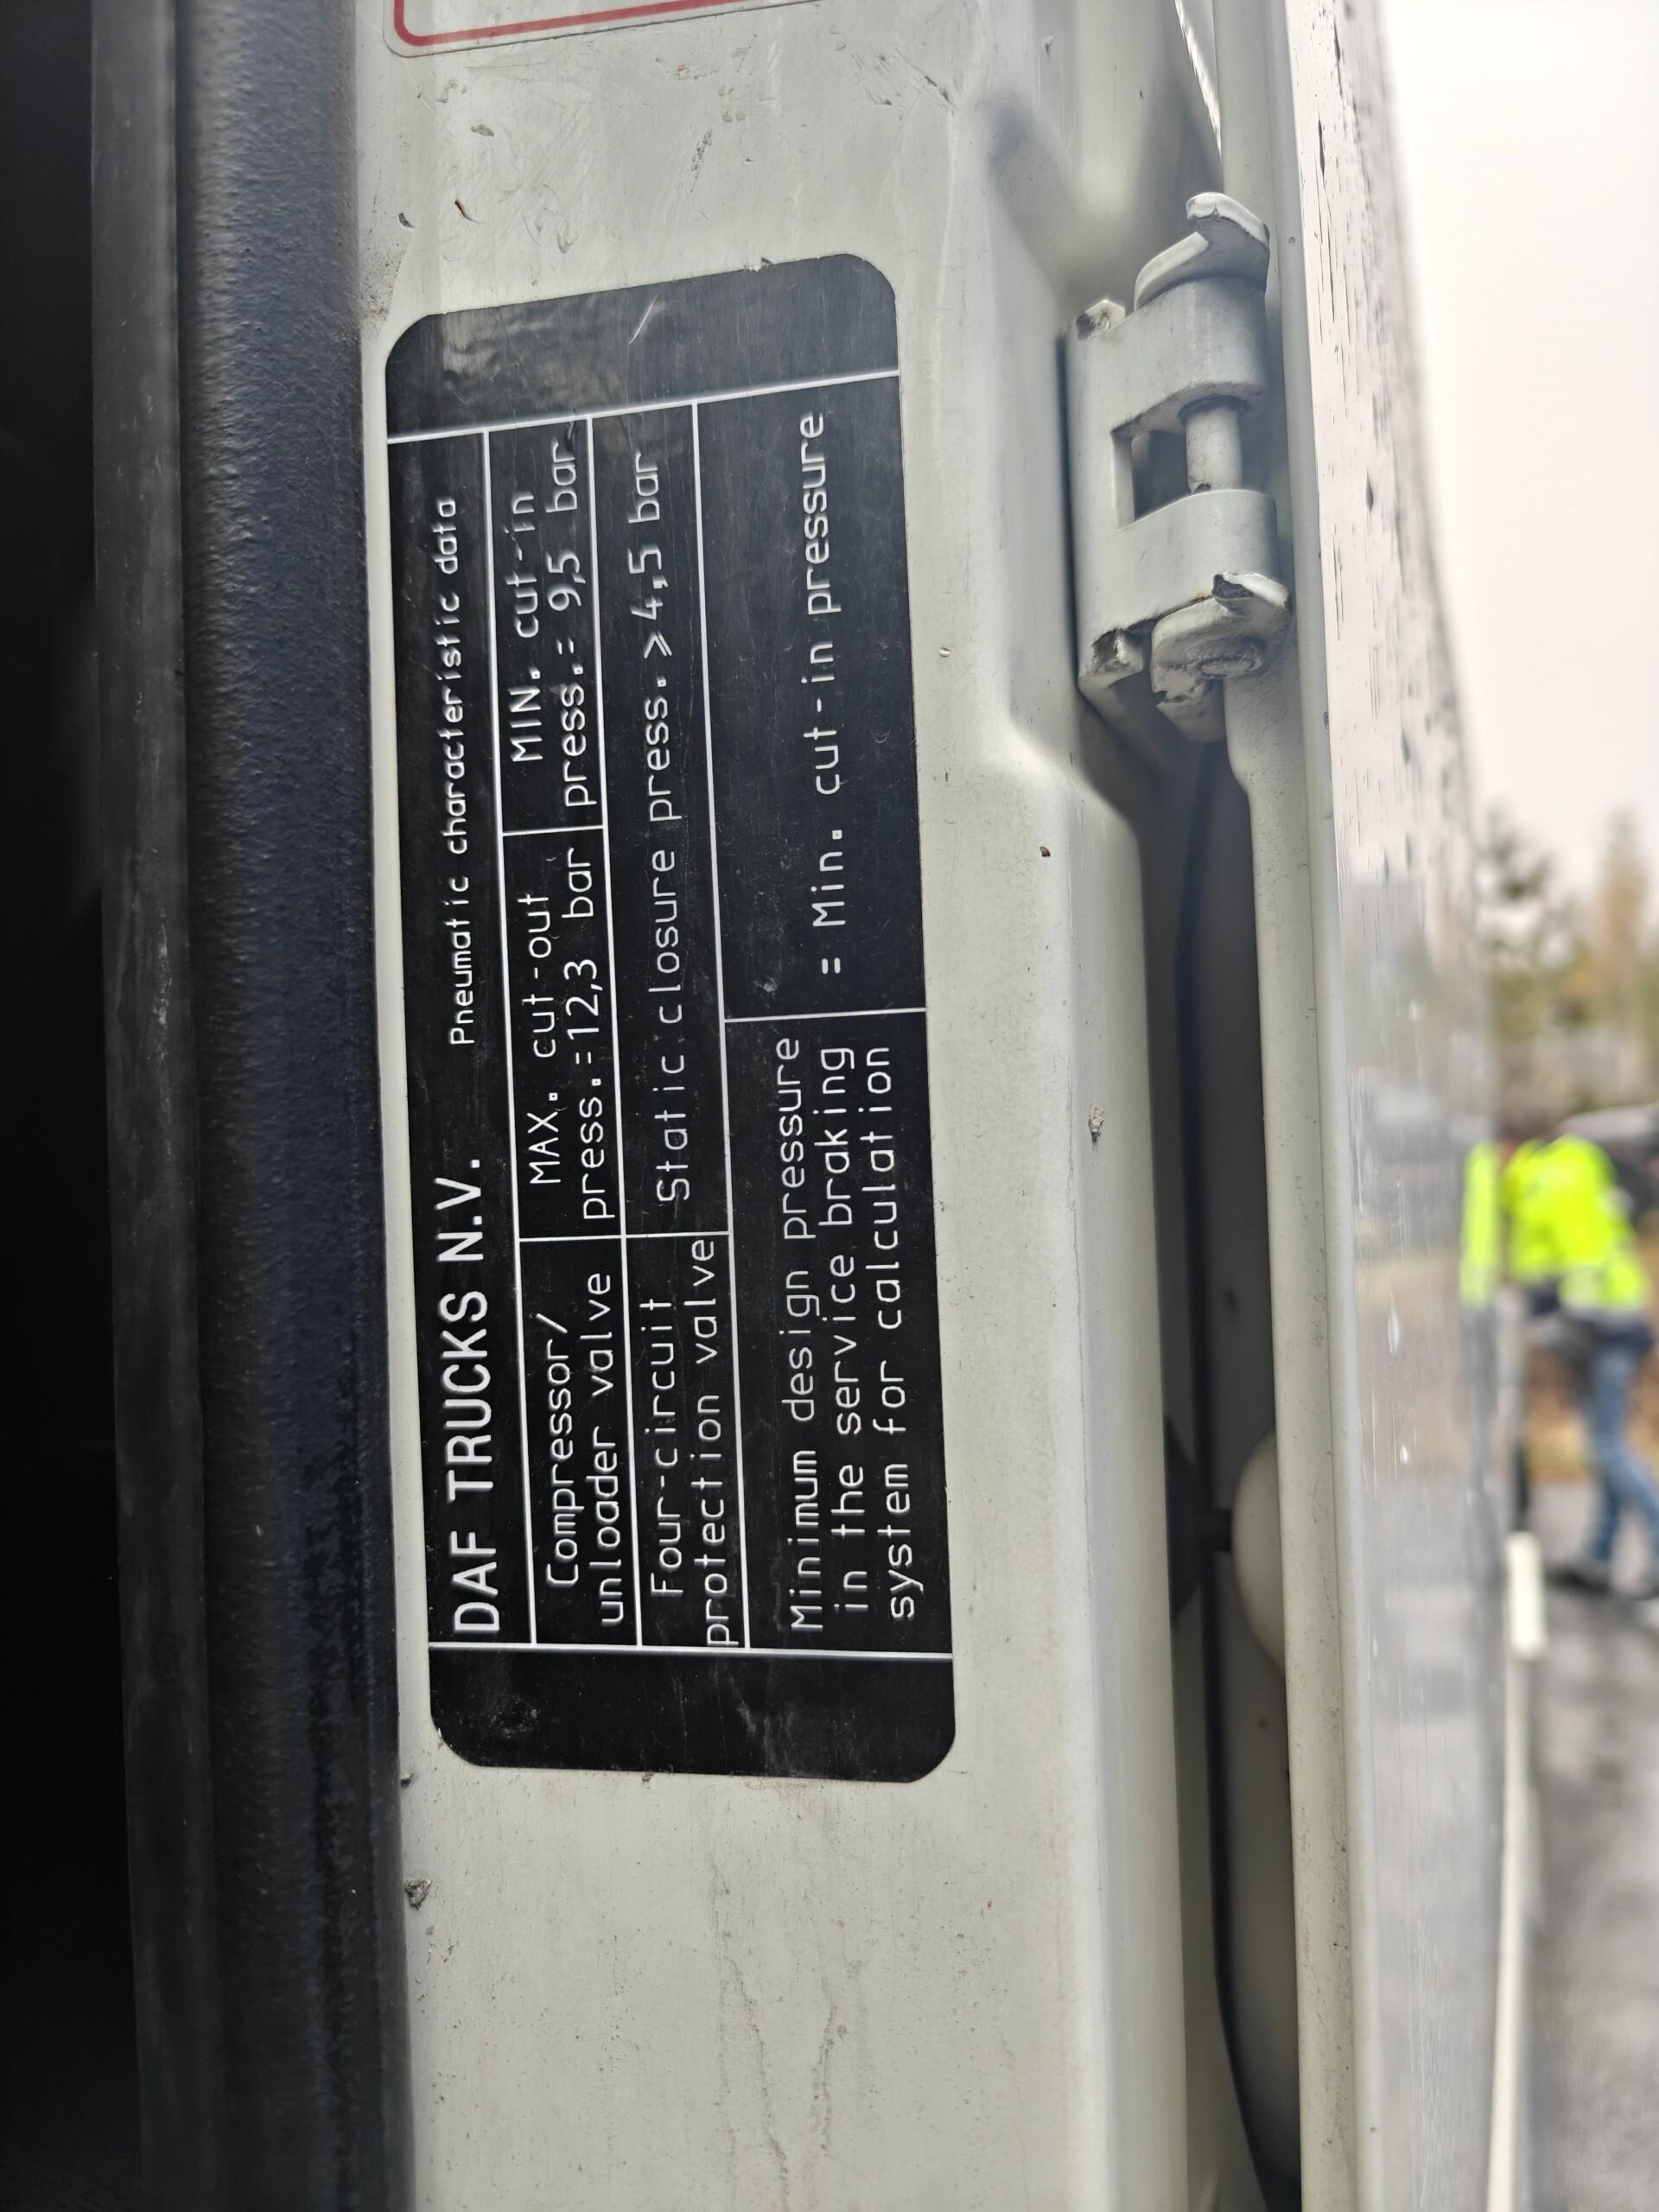 DAF TRUCKS N.V. Pneumatic characteristic data
Compressor/
unloader valve
MAX. cut-out
press.=12,3 bar
MIN. cut-in
press.= 9,5 bar
Four-circuit
protection valve
Static closure press. ⩾4,5 bar
Minimum design pressure
in the service braking
system for calculation
= Min. cut-in pressure